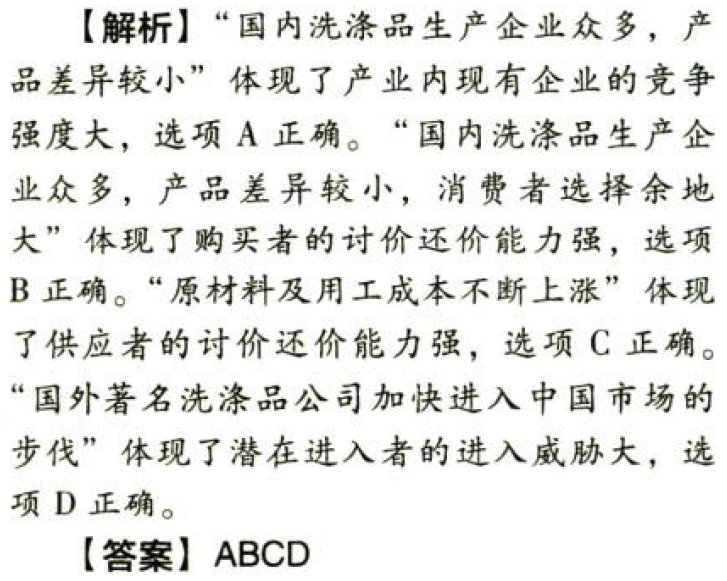 【解析】“国内洗涤品生产企业众多，产
品差异较小”体现了产业内现有企业的竞争
强度大，选项 A 正确。“国内洗涤品生产企
业众多，产品差异较小，消费者选择余地
大”体现了购买者的讨价还价能力强，选项
B 正确。“原材料及用工成本不断上涨”体现
了供应者的讨价还价能力强，选项 C 正确。
“国外著名洗涤品公司加快进入中国市场的
步伐”体现了潜在进入者的进入威胁大，选
项 D 正确。
【答案】ABCD